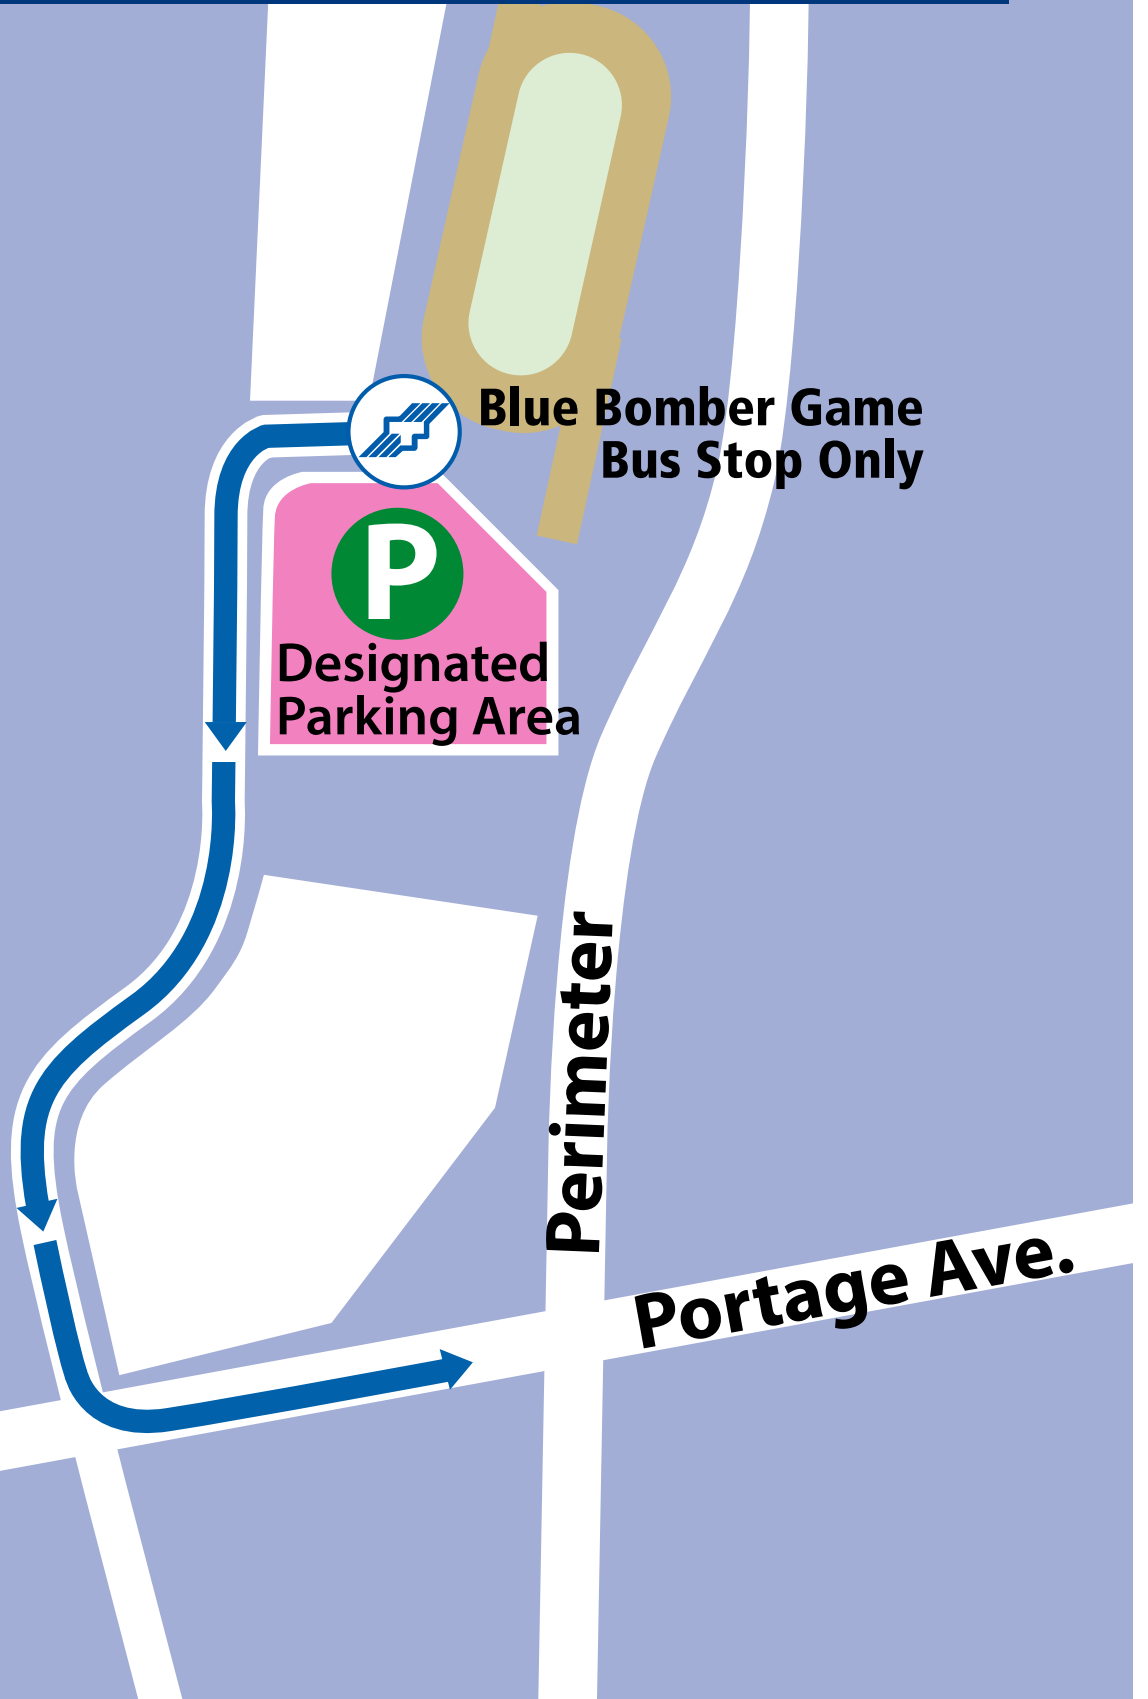 Blue Bomber Game
Bus Stop Only
P
Designated
Parking Area
Perimeter
Portage Ave.